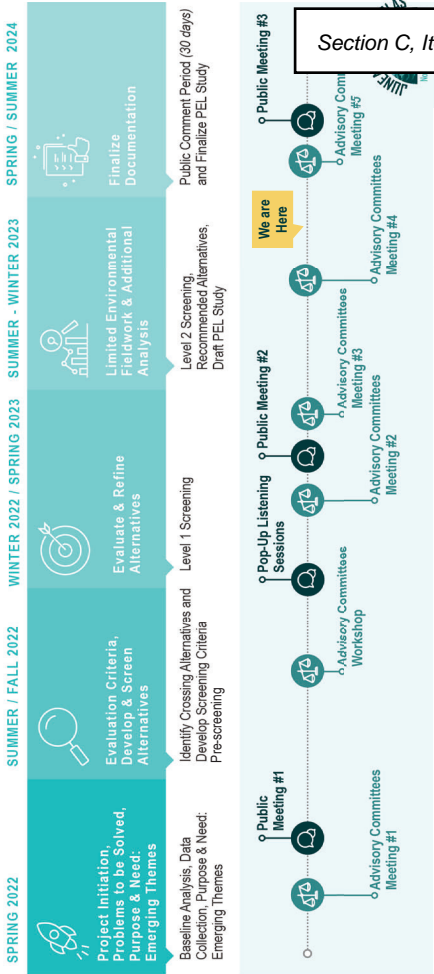 SPRING 2022
SUMMER / FALL 2022
WINTER 2022 / SPRING 2023
SUMMER - WINTER 2023
SPRING / SUMMER 2024
Project Initiation,
Problems to be Solved,
Purpose & Need:
Emerging Themes
Evaluation Criteria,
Develop & Screen
Alternatives
Evaluate & Refine
Alternatives
Limited Environmental
Fieldwork & Additional
Analysis
Finalize
Documentation
Baseline Analysis, Data
Collection, Purpose & Need:
Emerging Themes
Identify Crossing Alternatives and
Develop Screening Criteria
Pre-screening
Level 1 Screening
Level 2 Screening,
Recommended Alternatives,
Draft PEL Study
Public Comment Period (30 days)
and Finalize PEL Study
Advisory Committees
Meeting #1
Public
Meeting #1
Advisory Committees
Workshop
Pop-Up Listening
Sessions
Advisory Committees
Meeting #2
Public Meeting #2
Advisory Committees
Meeting #3
Advisory Committees
Meeting #4
We are
Here
Advisory Com
Meeting #5
Public Meeting #3
Section C, It